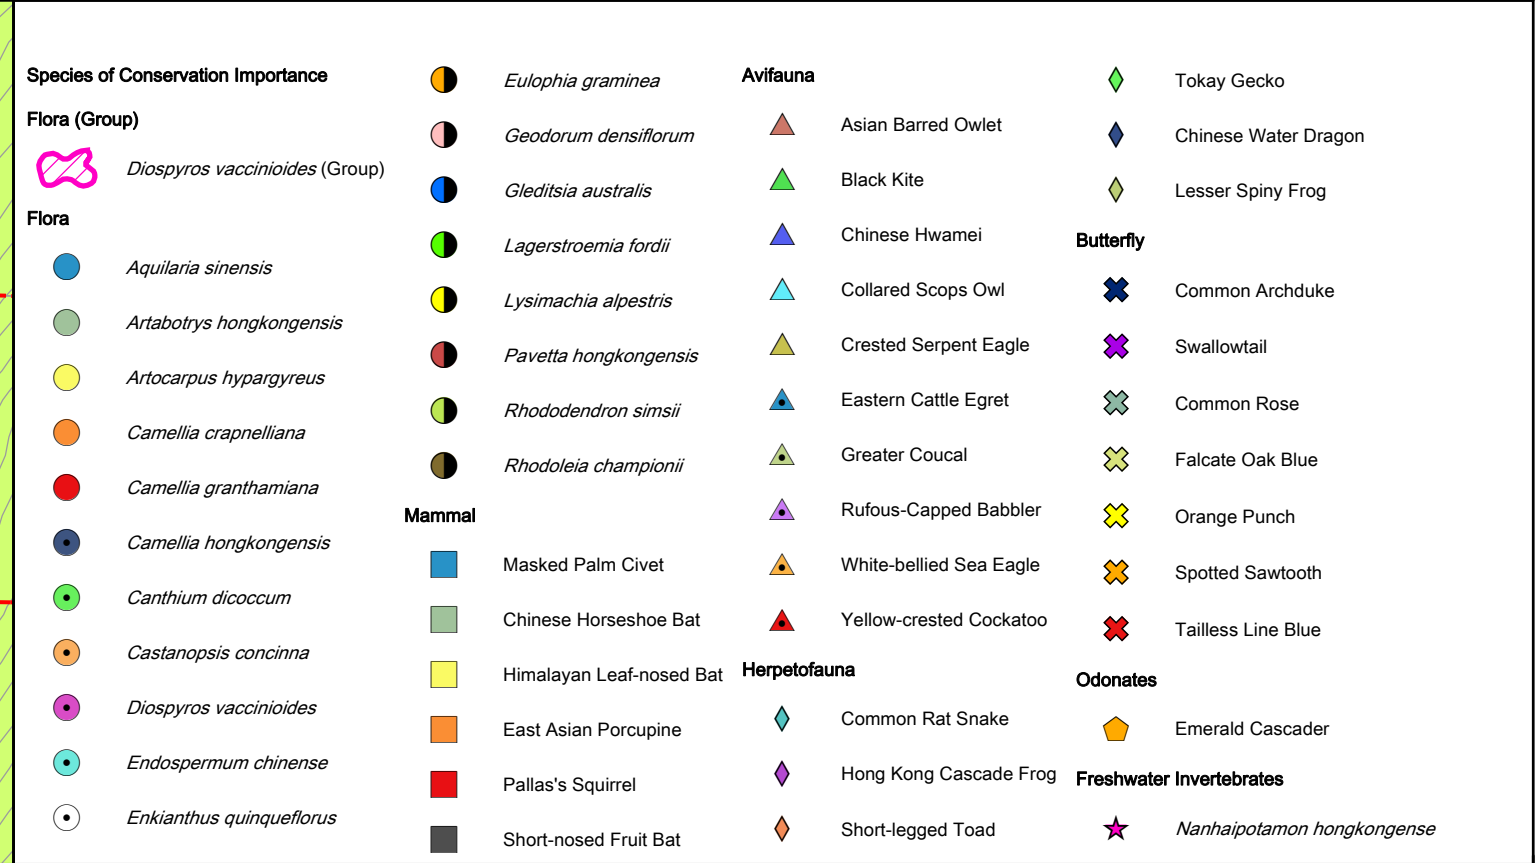 Species of Conservation Importance
Flora (Group)
Diospyros vaccinioides (Group)
Flora
Aquilaria sinensis
Artabotrys hongkongensis
Artocarpus hypargyreus
Camellia crapnelliana
Camellia granthamiana
Camellia hongkongensis
Canthium dicoccum
Castanopsis concinna
Diospyros vaccinioides
Endospermum chinense
Enkianthus quinqueflorus
Eulophia graminea
Geodorum densiflorum
Gleditsia australis
Lagerstroemia fordii
Lysimachia alpestris
Pavetta hongkongensis
Rhododendron simsii
Rhodoleia championii
Mammal
Masked Palm Civet
Chinese Horseshoe Bat
Himalayan Leaf-nosed Bat
East Asian Porcupine
Pallas's Squirrel
Short-nosed Fruit Bat
Avifauna
Asian Barred Owlet
Black Kite
Chinese Hwamei
Collared Scops Owl
Crested Serpent Eagle
Eastern Cattle Egret
Greater Coucal
Rufous-Capped Babbler
White-bellied Sea Eagle
Yellow-crested Cockatoo
Herpetofauna
Common Rat Snake
Hong Kong Cascade Frog
Short-legged Toad
Tokay Gecko
Chinese Water Dragon
Lesser Spiny Frog
Butterfly
Common Archduke
Swallowtail
Common Rose
Falcate Oak Blue
Orange Punch
Spotted Sawtooth
Tailless Line Blue
Odonates
Emerald Cascader
Freshwater Invertebrates
Nanhaipotamon hongkongense